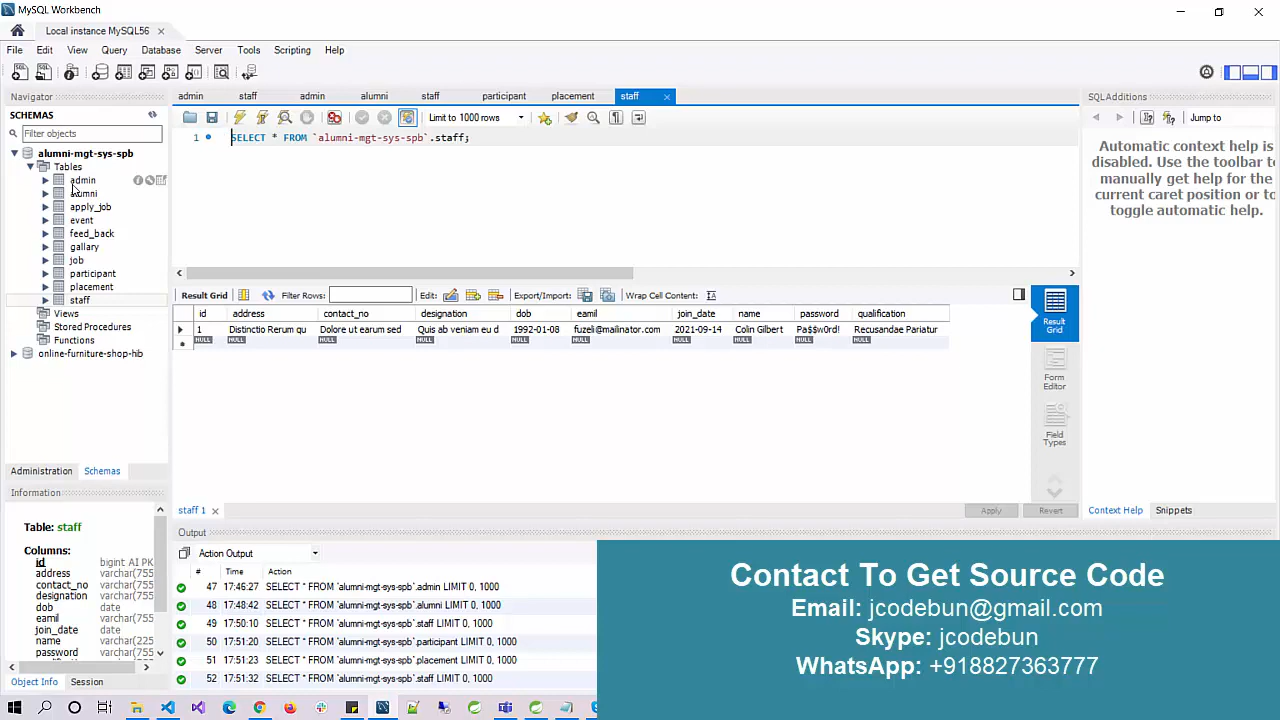 MySQL Workbench
Local instance MySQL56
File Edit View Query Database Server Tools Scripting Help
Navigator
SCHEMAS
Filter objects
alumni-mgt-sys-spb
Tables
admin
alumni
apply_job
event
feed_back
gallary
job
participant
placement
staff
Views
Stored Procedures
Functions
online-furniture-shop-hib
Administration Schemas
Information
Table: staff
Columns:
id bigint AI PK
address varchar(755
contact_no varchar(755
designation varchar(755
dob date
eamil varchar(755
join_date date
name varchar(225
password varchar(755
Object Info Session
admin staff admin alumni staff participant placement staff
Limit to 1000 rows
1 SELECT * FROM `alumni-mgt-sys-spb`.staff;
Result Grid Filter Rows: Edit: Export/Import: Wrap Cell Content:
id address contact_no designation dob eamil join_date name password qualification
1 Distinctio Rerum qu Dolor ut earum sed Quis ab veniam eu d 1992-01-08 fuzeli@mailinator.com 2021-09-14 Colin Gilbert Pa$$w0rd! Recusandae Pariatur
NULL NULL NULL NULL NULL NULL NULL NULL NULL NULL
Result Grid
Form Editor
Field Types
staff 1
Apply Revert
Output
Action Output
# Time Action
47 17:46:27 SELECT * FROM `alumni-mgt-sys-spb`.admin LIMIT 0, 1000
48 17:48:42 SELECT * FROM `alumni-mgt-sys-spb`.alumni LIMIT 0, 1000
49 17:50:10 SELECT * FROM `alumni-mgt-sys-spb`.staff LIMIT 0, 1000
50 17:51:20 SELECT * FROM `alumni-mgt-sys-spb`.participant LIMIT 0, 1000
51 17:51:23 SELECT * FROM `alumni-mgt-sys-spb`.placement LIMIT 0, 1000
52 17:51:32 SELECT * FROM `alumni-mgt-sys-spb`.staff LIMIT 0, 1000
SQLAdditions
Jump to
Automatic context help is
disabled. Use the toolbar to
manually get help for the
current caret position or to
toggle automatic help.
Context Help Snippets
Contact To Get Source Code
Email: jcodebun@gmail.com
Skype: jcodebun
WhatsApp: +918827363777